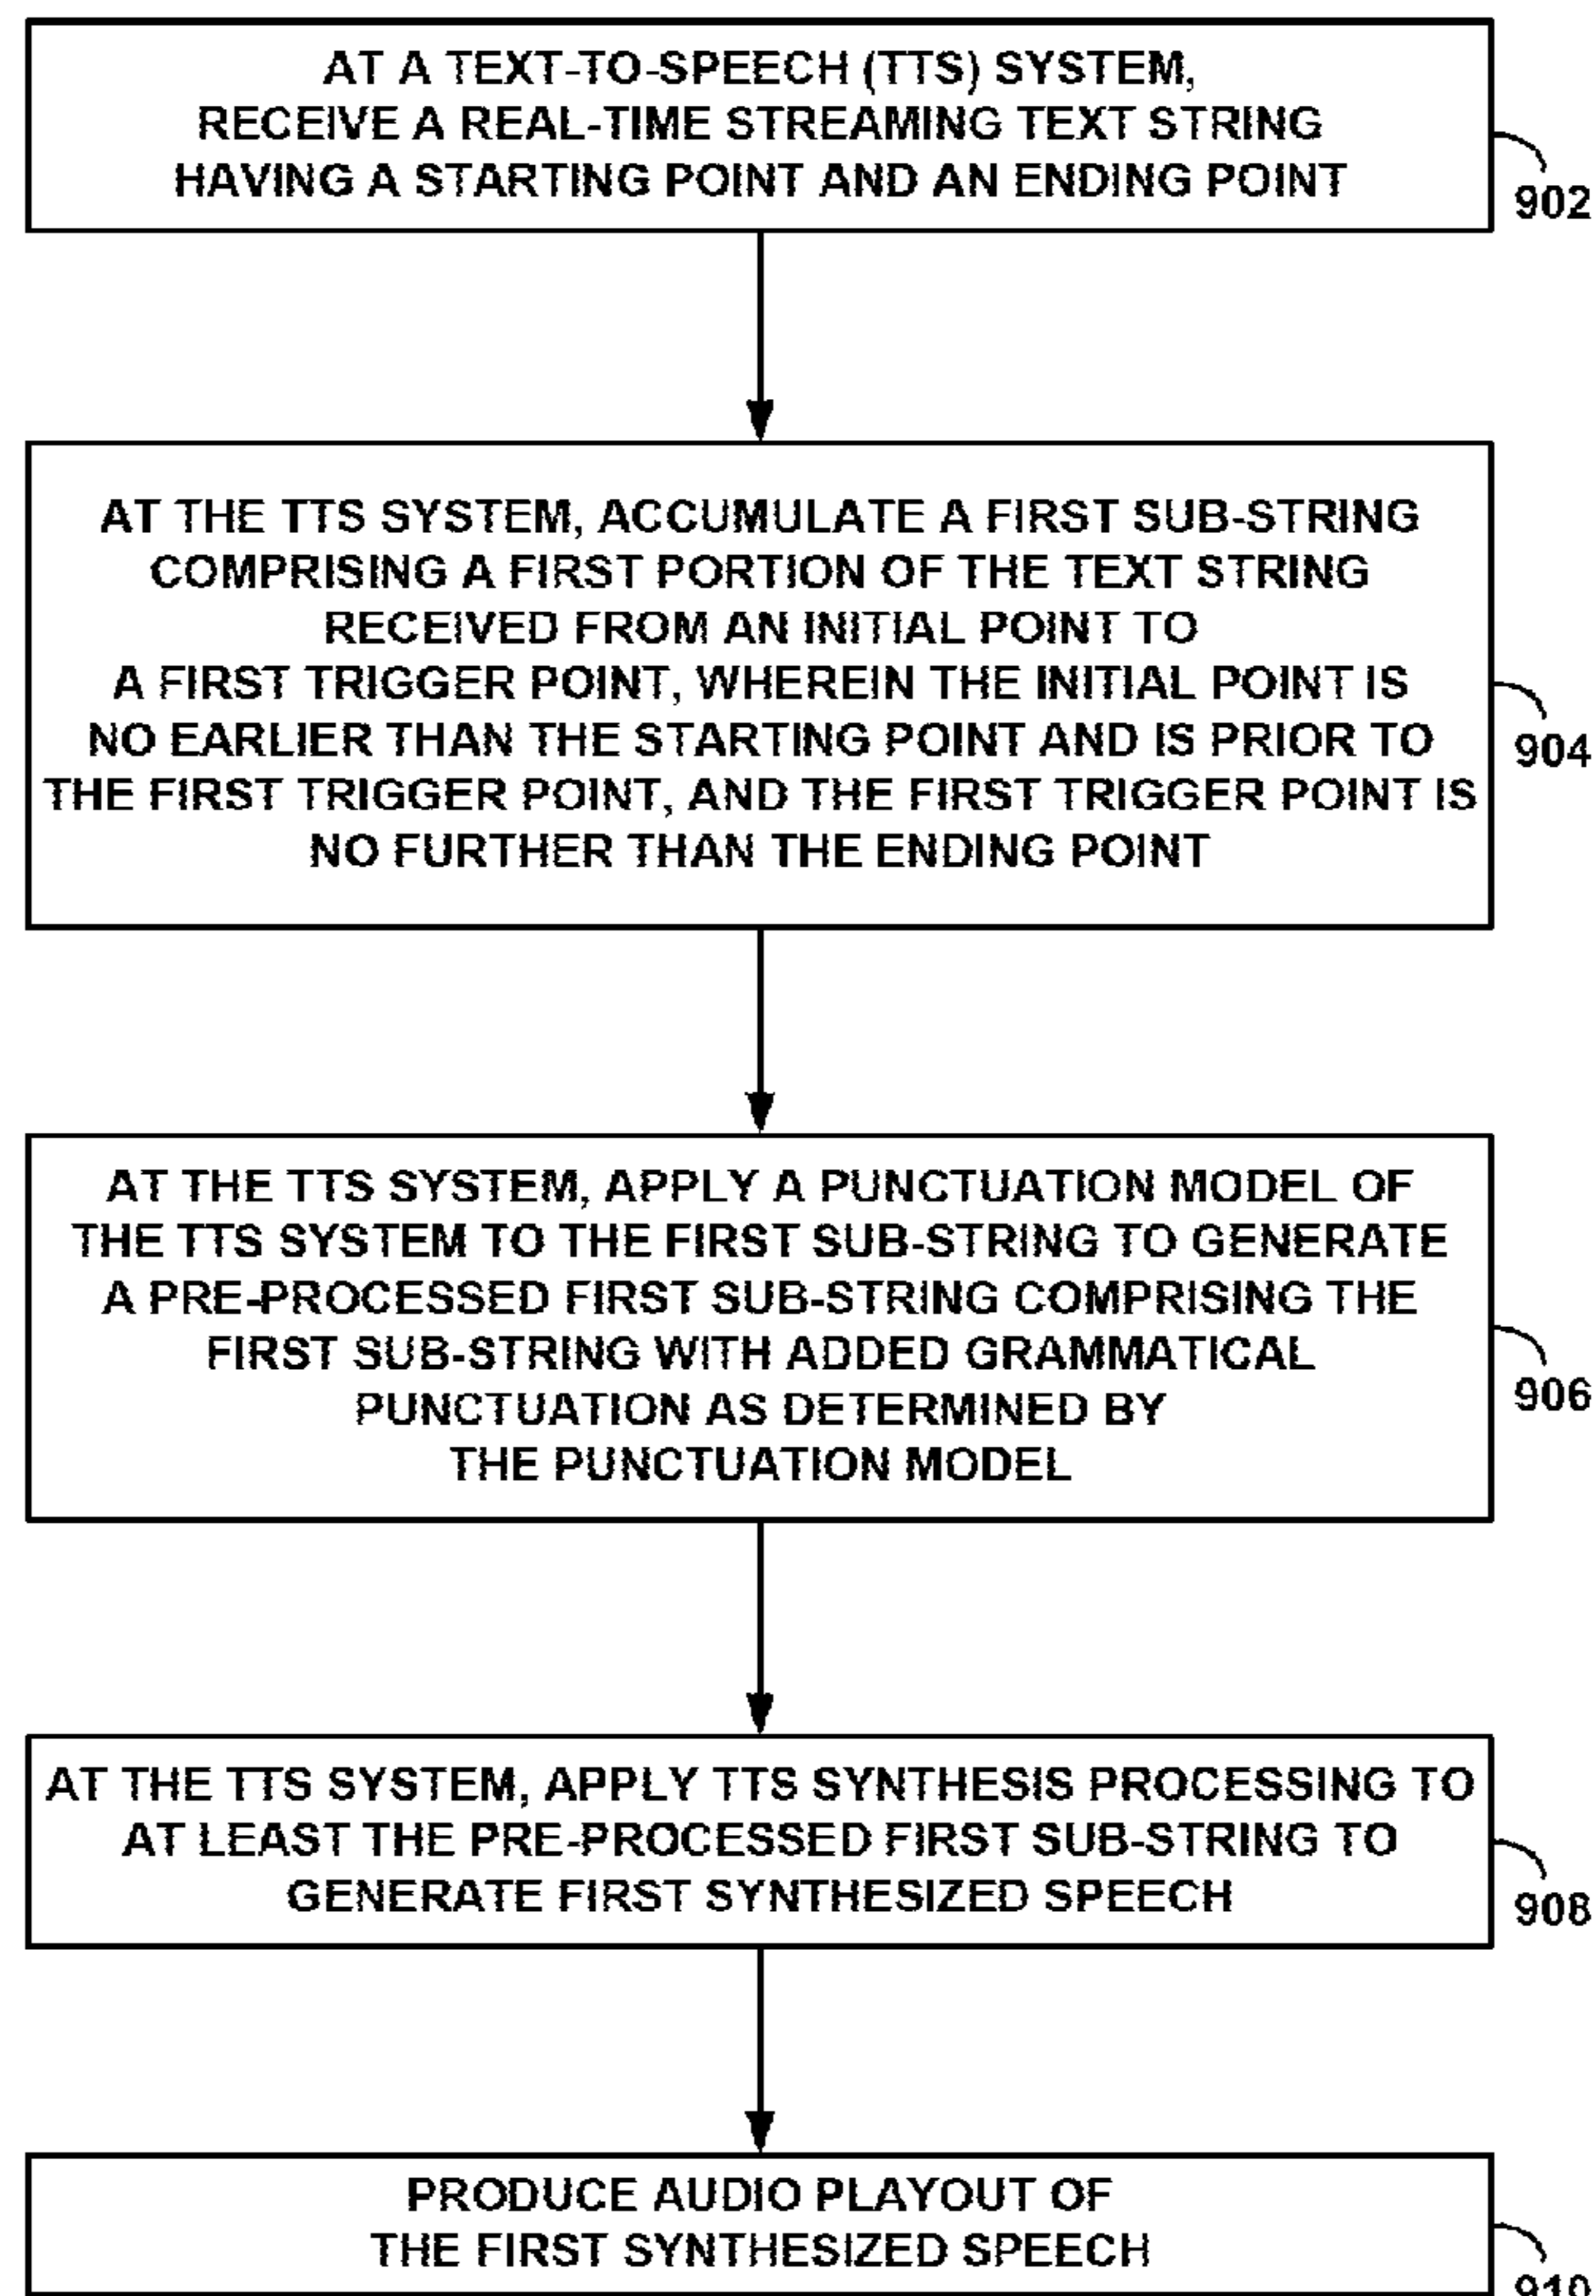 AT A TEXT-TO-SPEECH (TTS) SYSTEM,
RECEIVE A REAL-TIME STREAMING TEXT STRING
HAVING A STARTING POINT AND AN ENDING POINT
902
AT THE TTS SYSTEM, ACCUMULATE A FIRST SUB-STRING
COMPRISING A FIRST PORTION OF THE TEXT STRING
RECEIVED FROM AN INITIAL POINT TO
A FIRST TRIGGER POINT, WHEREIN THE INITIAL POINT IS
NO EARLIER THAN THE STARTING POINT AND IS PRIOR TO
THE FIRST TRIGGER POINT, AND THE FIRST TRIGGER POINT IS
NO FURTHER THAN THE ENDING POINT
904
AT THE TTS SYSTEM, APPLY A PUNCTUATION MODEL OF
THE TTS SYSTEM TO THE FIRST SUB-STRING TO GENERATE
A PRE-PROCESSED FIRST SUB-STRING COMPRISING THE
FIRST SUB-STRING WITH ADDED GRAMMATICAL
PUNCTUATION AS DETERMINED BY
THE PUNCTUATION MODEL
906
AT THE TTS SYSTEM, APPLY TTS SYNTHESIS PROCESSING TO
AT LEAST THE PRE-PROCESSED FIRST SUB-STRING TO
GENERATE FIRST SYNTHESIZED SPEECH
908
PRODUCE AUDIO PLAYOUT OF
THE FIRST SYNTHESIZED SPEECH
910